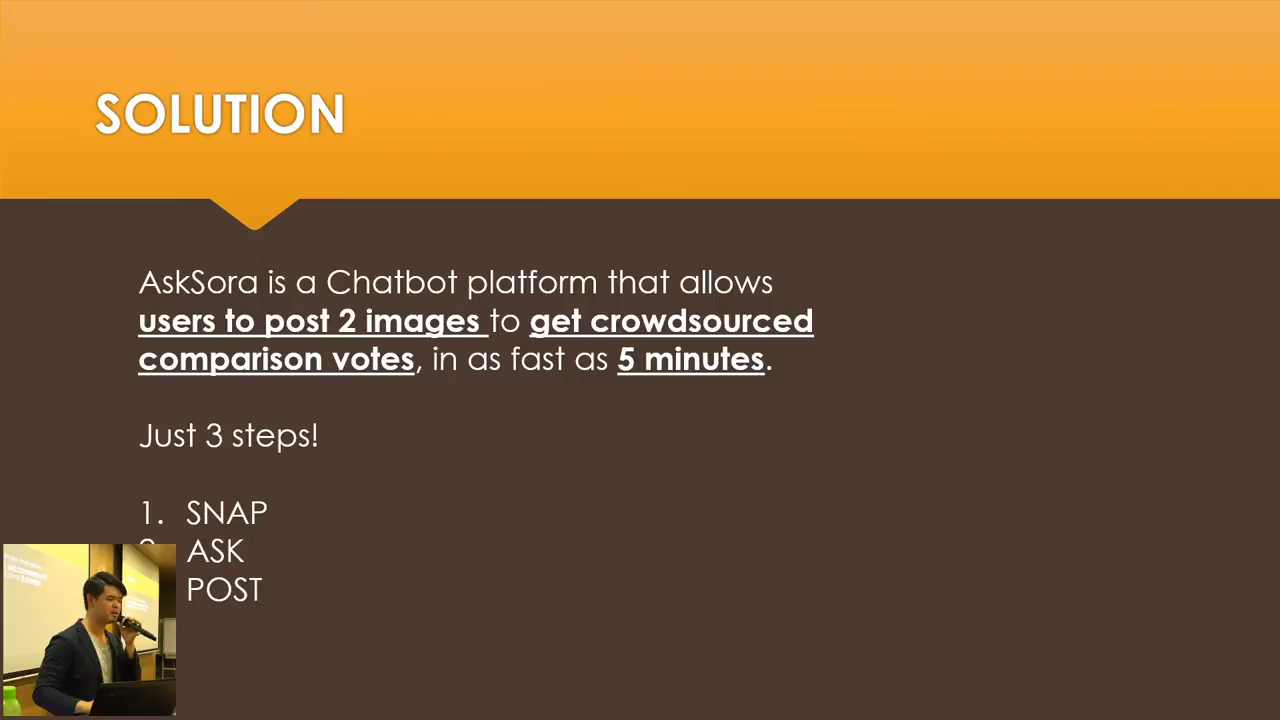 SOLUTION
AskSora is a Chatbot platform that allows
users to post 2 images to get crowdsourced
comparison votes, in as fast as 5 minutes.
Just 3 steps!
1. SNAP
ASK
POST